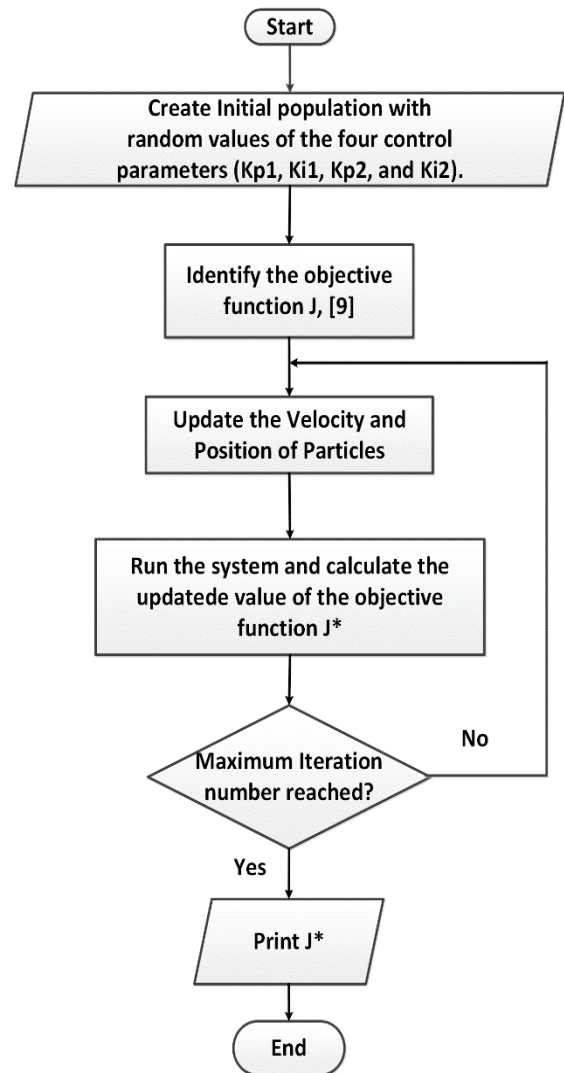 Start
Create Initial population with
random values of the four control
parameters (Kp1, Ki1, Kp2, and Ki2).
Identify the objective
function J, [9]
Update the Velocity and
Position of Particles
Run the system and calculate the
updatede value of the objective
function J*
Maximum Iteration
number reached?
No
Yes
Print J*
End